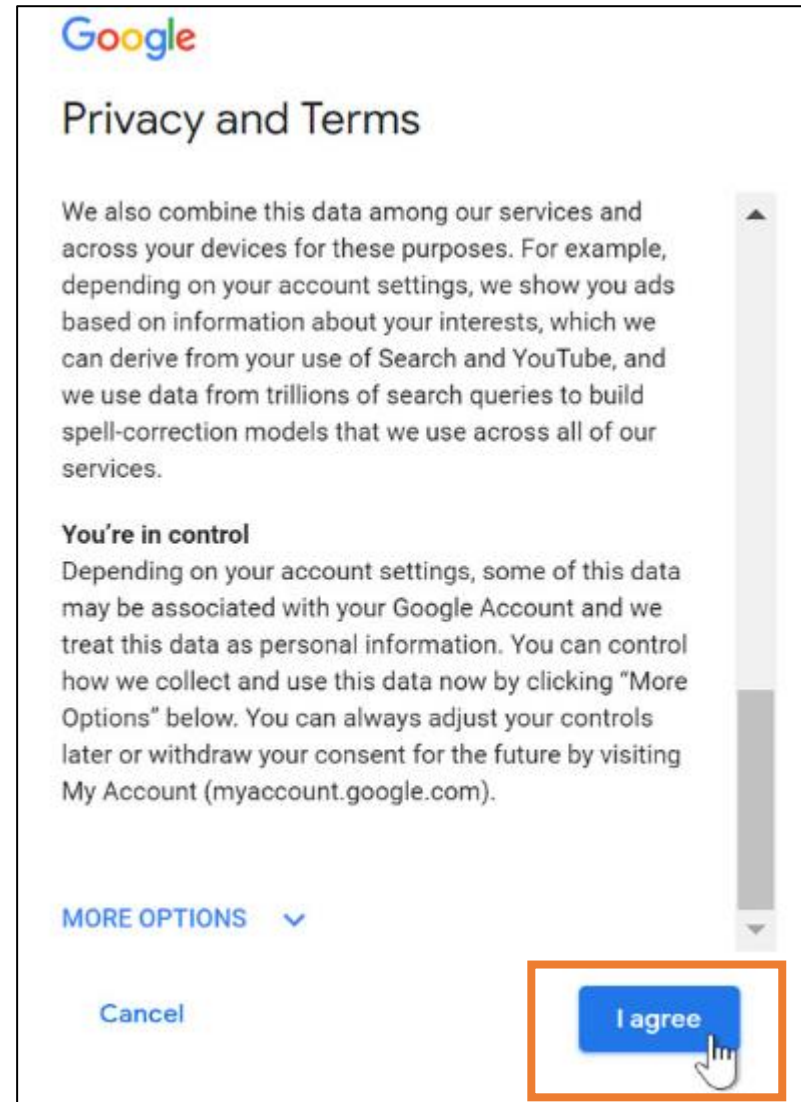 Google
Privacy and Terms
We also combine this data among our services and
across your devices for these purposes. For example,
depending on your account settings, we show you ads
based on information about your interests, which we
can derive from your use of Search and YouTube, and
we use data from trillions of search queries to build
spell-correction models that we use across all of our
services.
You’re in control
Depending on your account settings, some of this data
may be associated with your Google Account and we
treat this data as personal information. You can control
how we collect and use this data now by clicking “More
Options” below. You can always adjust your controls
later or withdraw your consent for the future by visiting
My Account (myaccount.google.com).
MORE OPTIONS
Cancel
I agree